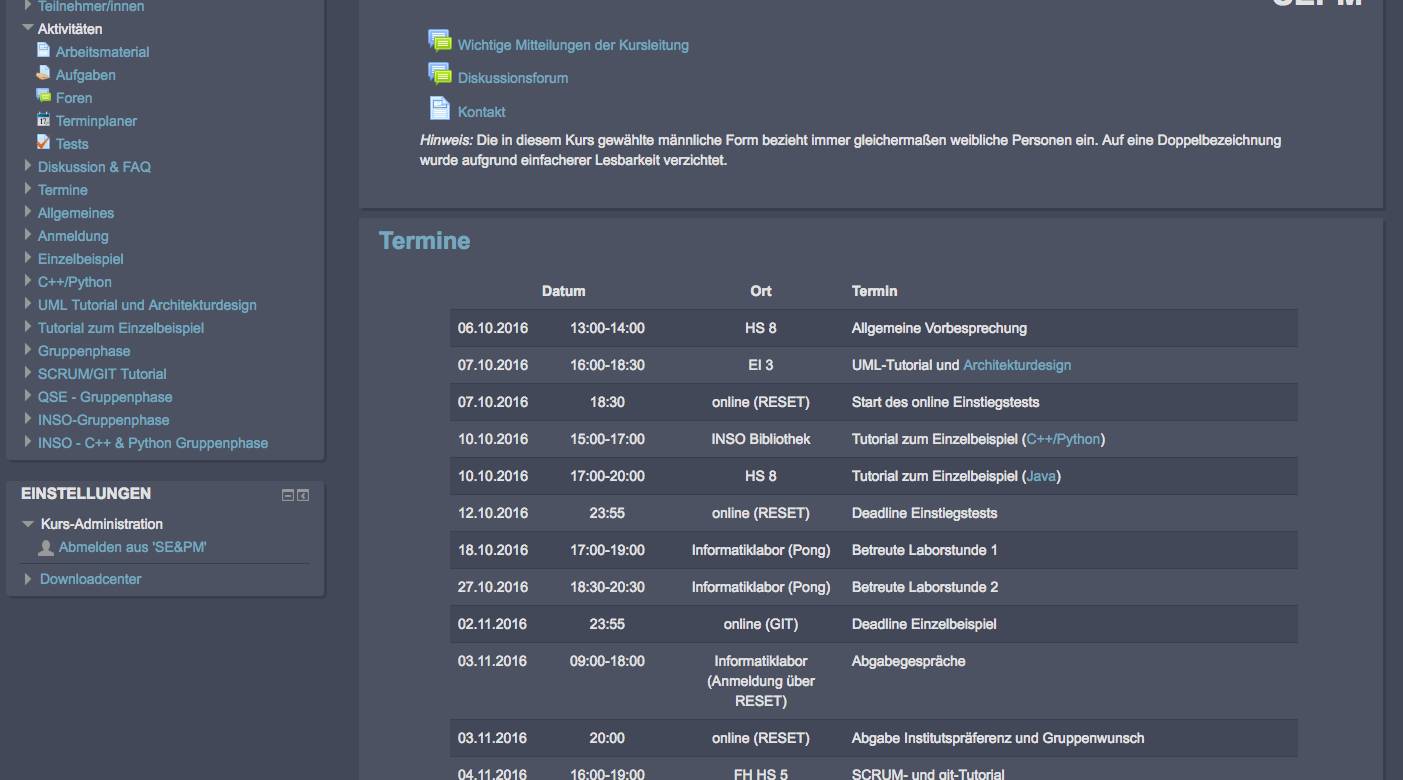 Teilnehmer/innen
Aktivitäten
Arbeitsmaterial
Aufgaben
Foren
Terminplaner
Tests
Diskussion & FAQ
Termine
Allgemeines
Anmeldung
Einzelbeispiel
C++/Python
UML Tutorial und Architekturdesign
Tutorial zum Einzelbeispiel
Gruppenphase
SCRUM/GIT Tutorial
QSE - Gruppenphase
INSO-Gruppenphase
INSO - C++ & Python Gruppenphase
EINSTELLUNGEN
Kurs-Administration
Abmelden aus 'SE&PM'
Downloadcenter
Wichtige Mitteilungen der Kursleitung
Diskussionsforum
Kontakt
Hinweis: Die in diesem Kurs gewählte männliche Form bezieht immer gleichermaßen weibliche Personen ein. Auf eine Doppelbezeichnung
wurde aufgrund einfacherer Lesbarkeit verzichtet.
Termine
Datum Ort Termin
06.10.2016 13:00-14:00 HS 8 Allgemeine Vorbesprechung
07.10.2016 16:00-18:30 EI 3 UML-Tutorial und Architekturdesign
07.10.2016 18:30 online (RESET) Start des online Einstiegstests
10.10.2016 15:00-17:00 INSO Bibliothek Tutorial zum Einzelbeispiel (C++/Python)
10.10.2016 17:00-20:00 HS 8 Tutorial zum Einzelbeispiel (Java)
12.10.2016 23:55 online (RESET) Deadline Einstiegstests
18.10.2016 17:00-19:00 Informatiklabor (Pong) Betreute Laborstunde 1
27.10.2016 18:30-20:30 Informatiklabor (Pong) Betreute Laborstunde 2
02.11.2016 23:55 online (GIT) Deadline Einzelbeispiel
03.11.2016 09:00-18:00 Informatiklabor Abgabegespräche
(Anmeldung über
RESET)
03.11.2016 20:00 online (RESET) Abgabe Institutspräferenz und Gruppenwunsch
04.11.2016 16:00-19:00 FH HS 5 SCRUM- und git-Tutorial